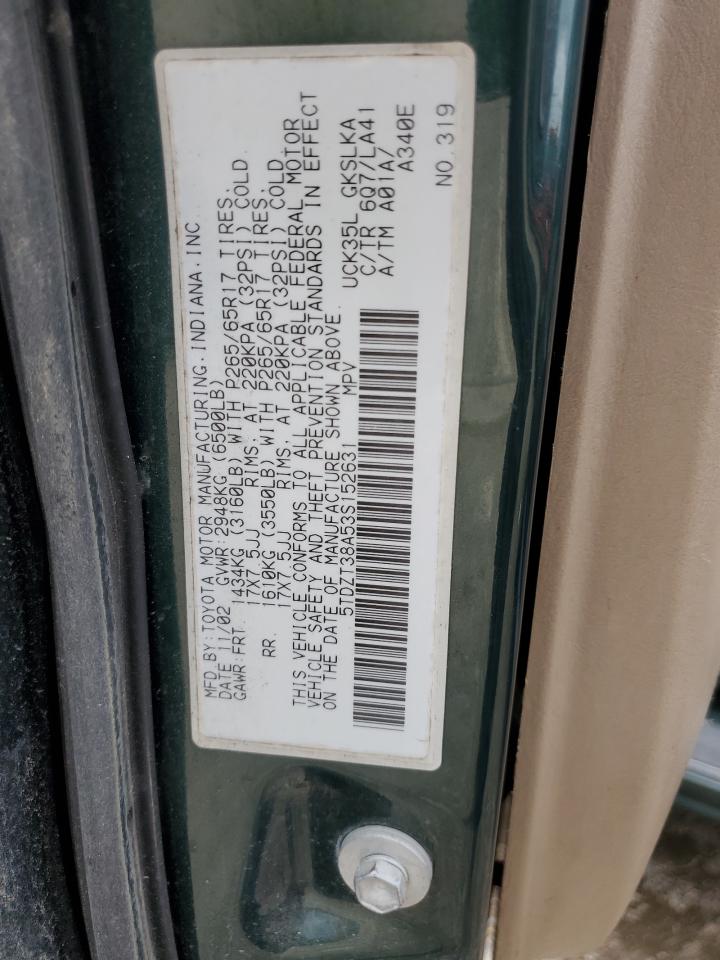 MFD.BY:TOYOTA MOTOR MANUFACTURING.INDIANA.INC
DATE 11/02 GVWR:2948KG (6500LB)
GAWR:FRT. 1434KG (3160LB) WITH P265/65R17 TIRES.
17X7.5JJ RIMS. AT 220KPA (32PSI) COLD.
RR. 1610KG (3550LB) WITH P265/65R17 TIRES.
17X7.5JJ RIMS. AT 220KPA (32PSI) COLD
THIS VEHICLE CONFORMS TO ALL APPLICABLE FEDERAL MOTOR
VEHICLE SAFETY AND THEFT PREVENTION STANDARDS IN EFFECT
ON THE DATE OF MANUFACTURE SHOWN ABOVE.
5TDZT38A53S152631 MPV
UCK35L GKSLKA
C/TR 6Q7/LA41
A/TM A01A/
A340E
NO 319